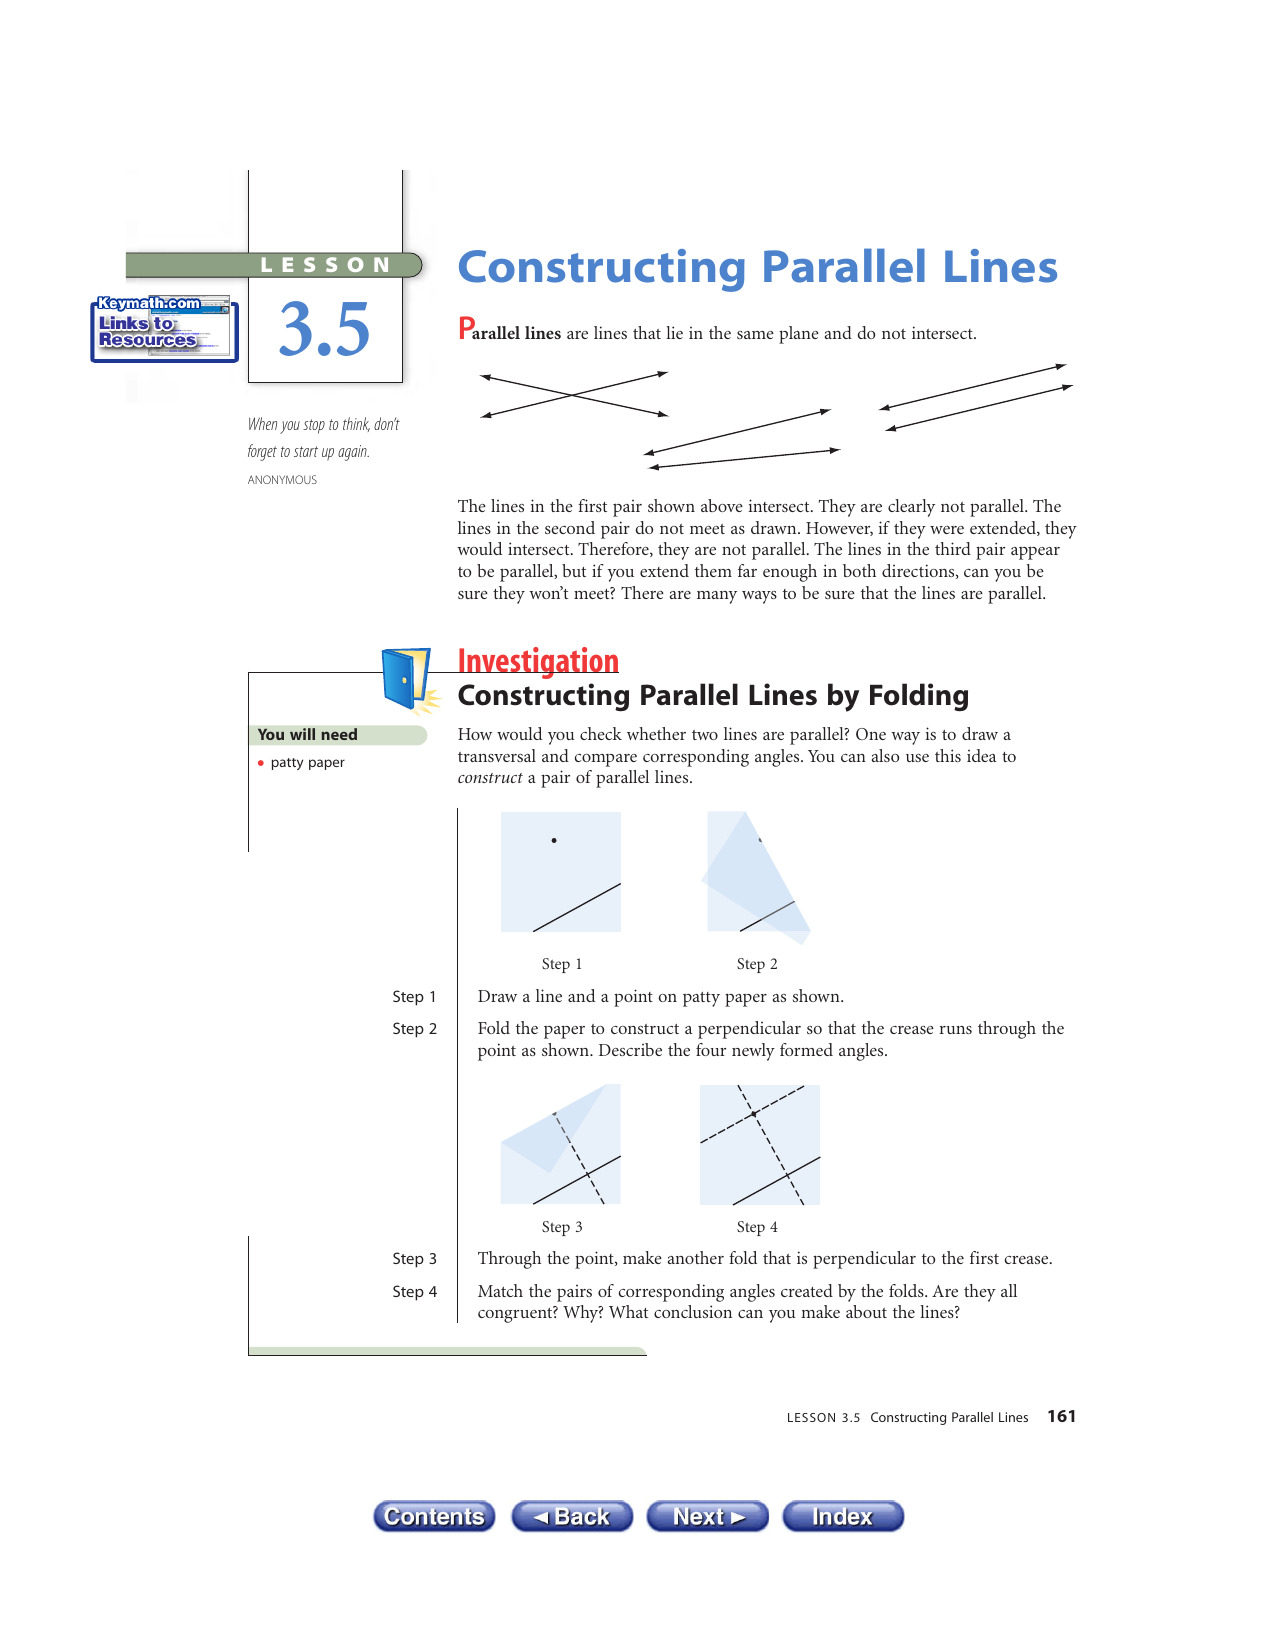 LESSON
3.5
Keymath.com
Links to
Resources
Constructing Parallel Lines
Parallel lines are lines that lie in the same plane and do not intersect.
When you stop to think, don't
forget to start up again.
ANONYMOUS
The lines in the first pair shown above intersect. They are clearly not parallel. The
lines in the second pair do not meet as drawn. However, if they were extended, they
would intersect. Therefore, they are not parallel. The lines in the third pair appear
to be parallel, but if you extend them far enough in both directions, can you be
sure they won't meet? There are many ways to be sure that the lines are parallel.
Investigation
Constructing Parallel Lines by Folding
You will need
• patty paper
How would you check whether two lines are parallel? One way is to draw a
transversal and compare corresponding angles. You can also use this idea to
construct a pair of parallel lines.
Step 1
Step 2
Step 1 Draw a line and a point on patty paper as shown.
Step 2 Fold the paper to construct a perpendicular so that the crease runs through the
point as shown. Describe the four newly formed angles.
Step 3
Step 4
Step 3 Through the point, make another fold that is perpendicular to the first crease.
Step 4 Match the pairs of corresponding angles created by the folds. Are they all
congruent? Why? What conclusion can you make about the lines?
LESSON 3.5 Constructing Parallel Lines 161
Contents
◄ Back
Next ►
Index